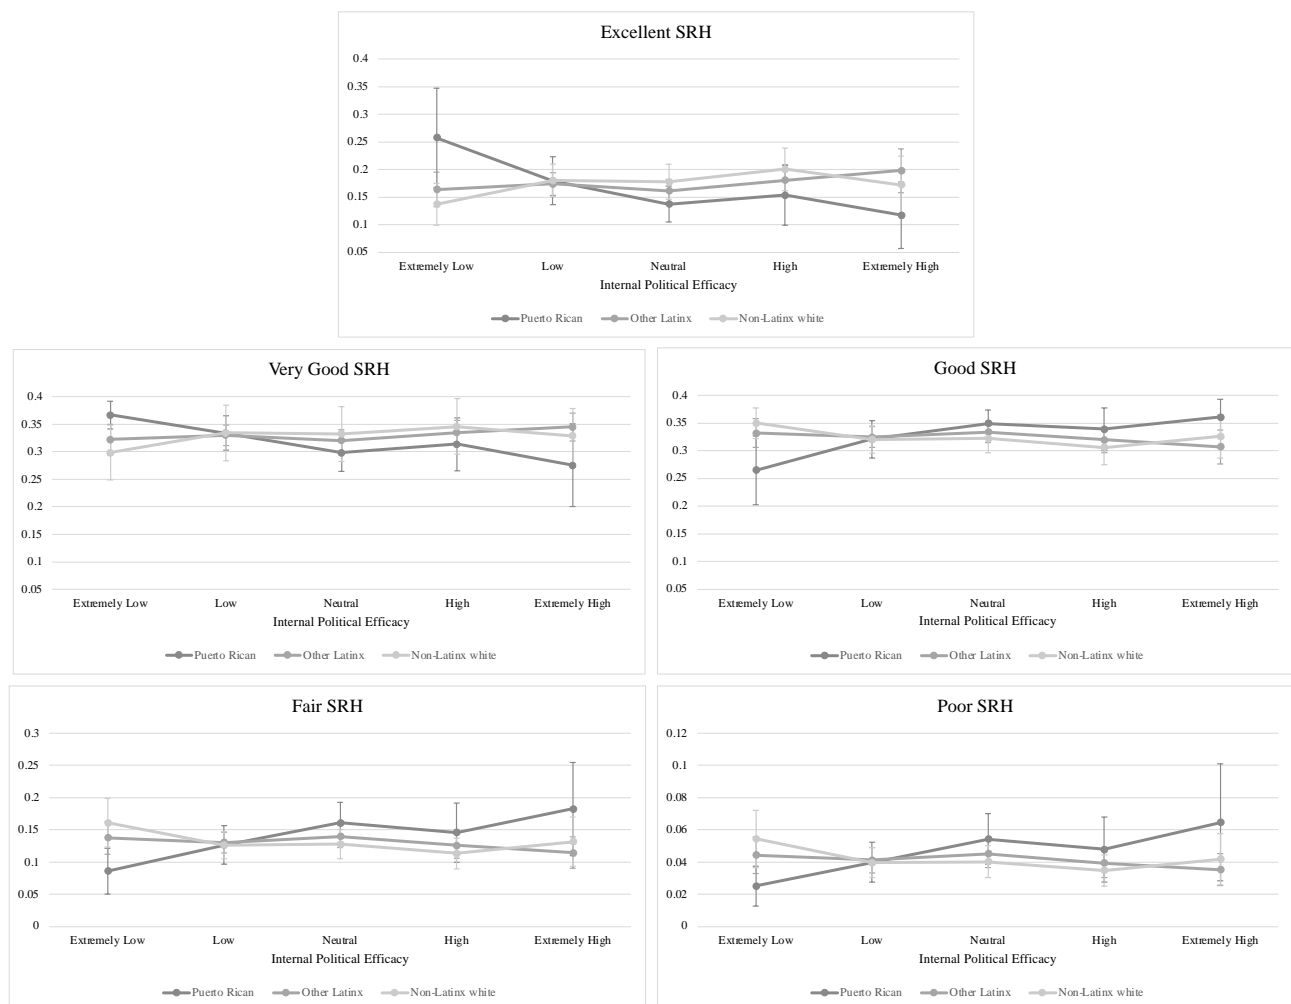 Excellent SRH
0.4
0.35
0.3
0.25
0.2
0.15
0.1
0.05
Extremely Low Low Neutral High Extremely High
Internal Political Efficacy
Puerto Rican Other Latinx Non-Latinx white
Very Good SRH
0.4
0.35
0.3
0.25
0.2
0.15
0.1
0.05
Extremely Low Low Neutral High Extremely High
Internal Political Efficacy
Puerto Rican Other Latinx Non-Latinx white
Good SRH
0.4
0.35
0.3
0.25
0.2
0.15
0.1
0.05
Extremely Low Low Neutral High Extremely High
Internal Political Efficacy
Puerto Rican Other Latinx Non-Latinx white
Fair SRH
0.3
0.25
0.2
0.15
0.1
0.05
0
Extremely Low Low Neutral High Extremely High
Internal Political Efficacy
Puerto Rican Other Latinx Non-Latinx white
Poor SRH
0.12
0.1
0.08
0.06
0.04
0.02
0
Extremely Low Low Neutral High Extremely High
Internal Political Efficacy
Puerto Rican Other Latinx Non-Latinx white